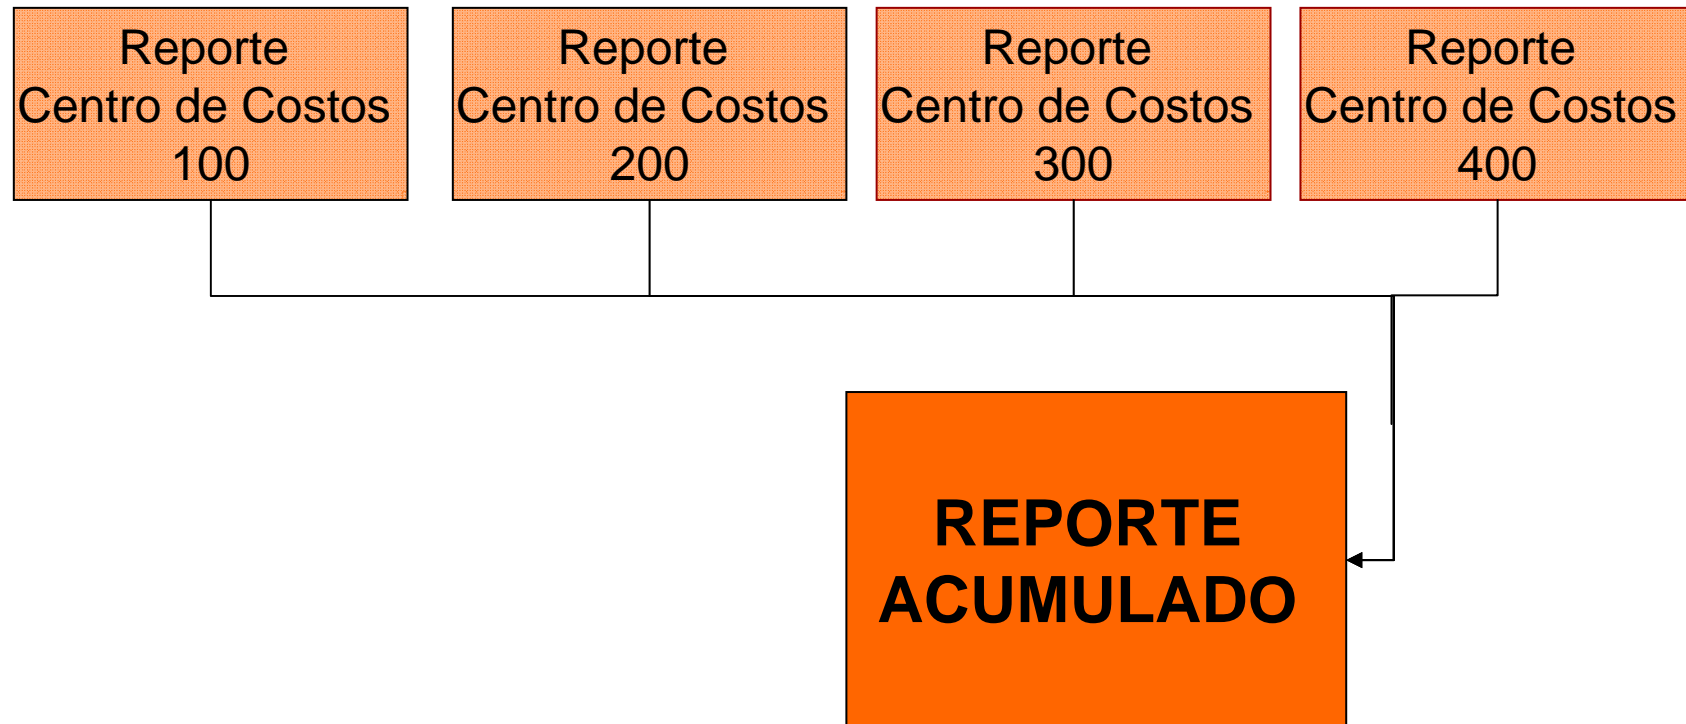 Reporte
Centro de Costos
100
Reporte
Centro de Costos
200
Reporte
Centro de Costos
300
Reporte
Centro de Costos
400
REPORTE
ACUMULADO